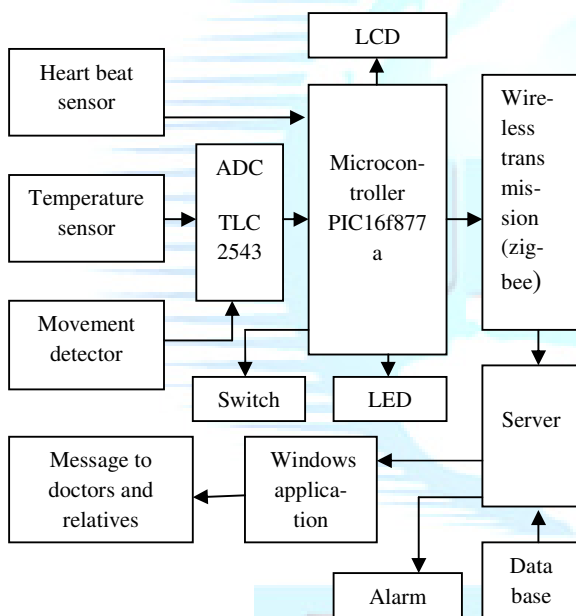 LCD
Heart beat
sensor
Wire-
less
trans
mis-
sion
(zig-
bee)
ADC
TLC
2543
Microcon-
troller
PIC16f877
a
Temperature
sensor
Movement
detector
Switch
LED
Server
Message to
doctors and
relatives
Windows
applica-
tion
Alarm
Data
base